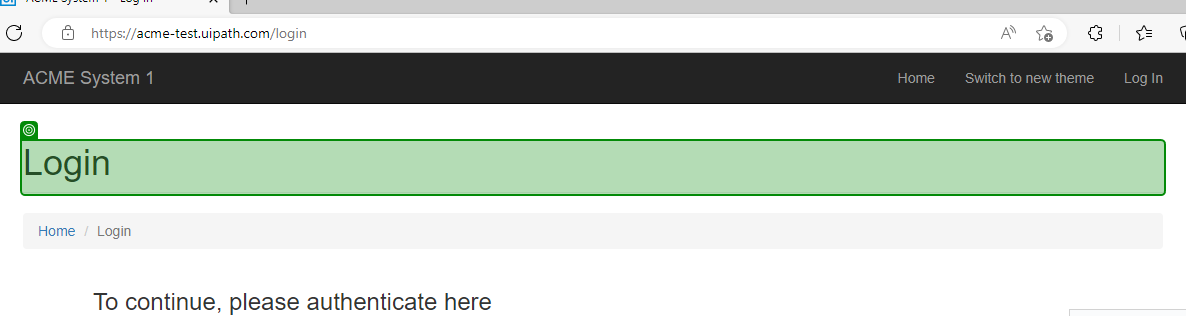 https://acme-test.uipath.com/login
ACME System 1 Home Switch to new theme Log In
Login
Home / Login
To continue, please authenticate here